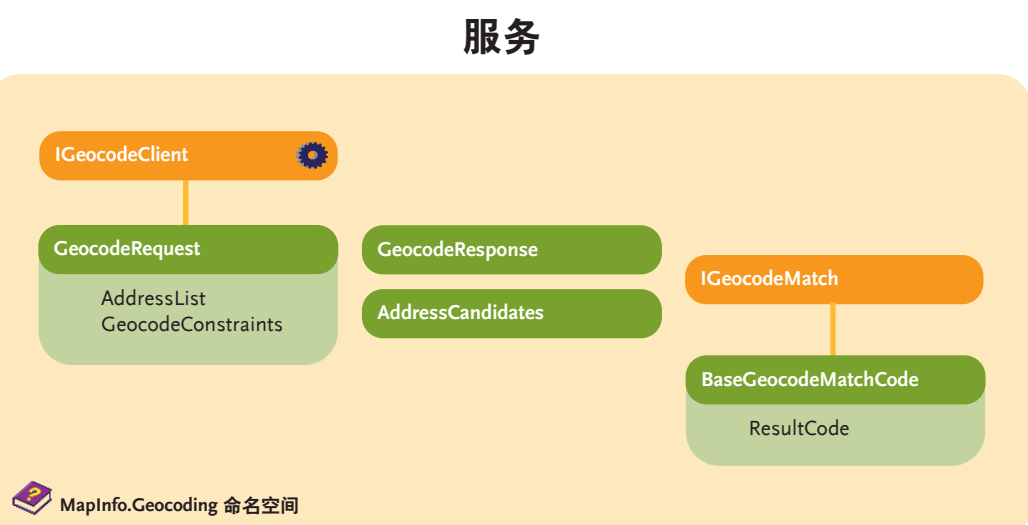 服务
IGeocodeClient
GeocodeRequest
AddressList
GeocodeConstraints
GeocodeResponse
AddressCandidates
IGeocodeMatch
BaseGeocodeMatchCode
ResultCode
MapInfo.Geocoding 命名空间